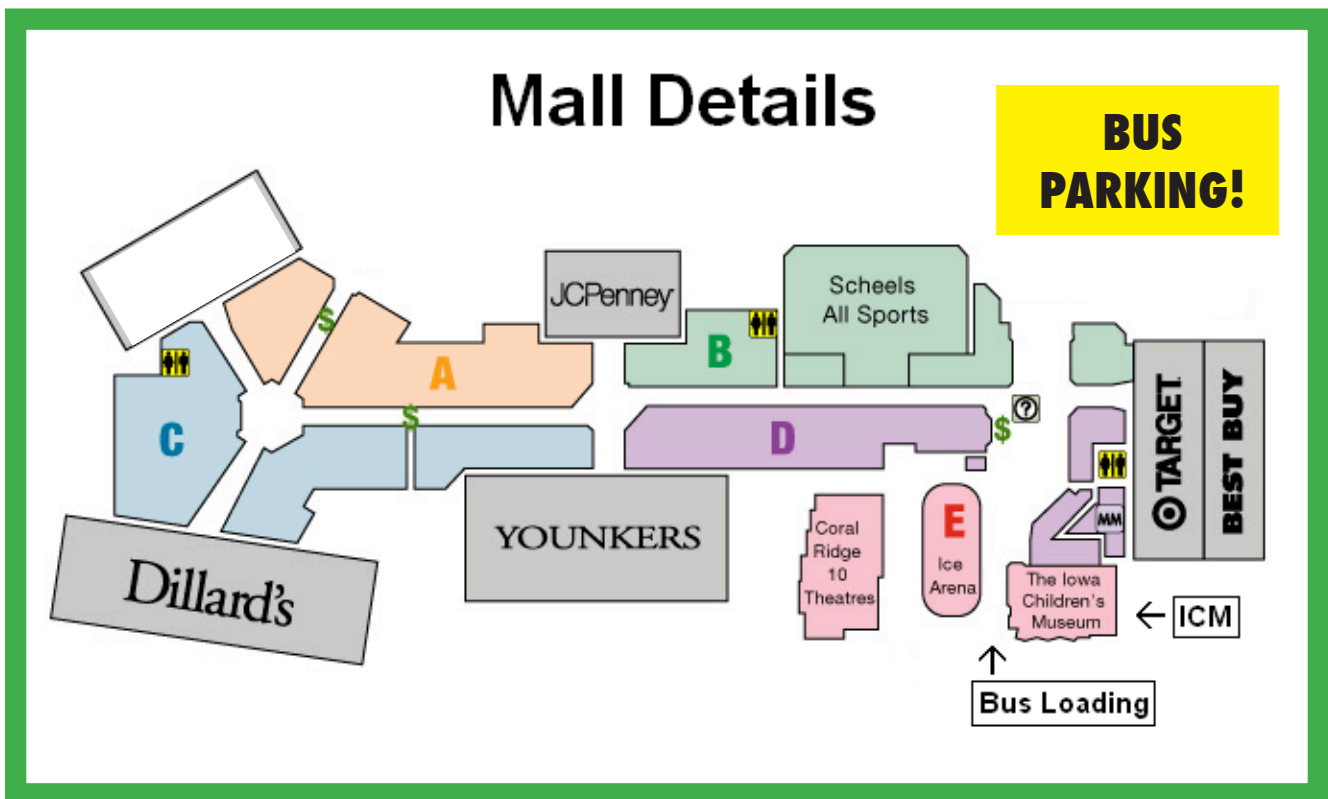 Mall Details
BUS
PARKING!
JCPenney
Scheels
All Sports
$
A
B
$
C
D
$
?
TARGET
BEST BUY
YOUNKERS
Dillard's
Coral
Ridge
10
Theatres
E
Ice
Arena
MM
The Iowa
Children's
Museum
← ICM
↑
Bus Loading